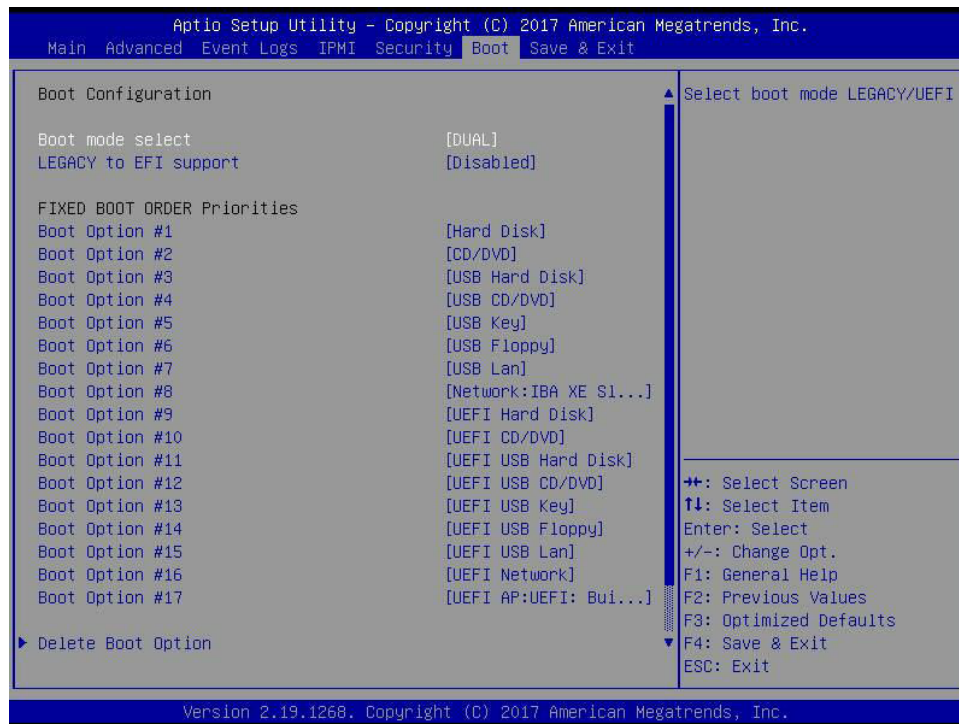 Aptio Setup Utility – Copyright (C) 2017 American Megatrends, Inc.
Main Advanced Event Logs IPMI Security Boot Save & Exit
Boot Configuration
Boot mode select [DUAL]
LEGACY to EFI support [Disabled]
FIXED BOOT ORDER Priorities
Boot Option #1 [Hard Disk]
Boot Option #2 [CD/DVD]
Boot Option #3 [USB Hard Disk]
Boot Option #4 [USB CD/DVD]
Boot Option #5 [USB Key]
Boot Option #6 [USB Floppy]
Boot Option #7 [USB Lan]
Boot Option #8 [Network:IBA XE Sl...]
Boot Option #9 [UEFI Hard Disk]
Boot Option #10 [UEFI CD/DVD]
Boot Option #11 [UEFI USB Hard Disk]
Boot Option #12 [UEFI USB CD/DVD]
Boot Option #13 [UEFI USB Key]
Boot Option #14 [UEFI USB Floppy]
Boot Option #15 [UEFI USB Lan]
Boot Option #16 [UEFI Network]
Boot Option #17 [UEFI AP:UEFI: Bui...]
Delete Boot Option
Select boot mode LEGACY/UEFI
→←: Select Screen
↑↓: Select Item
Enter: Select
+/-: Change Opt.
F1: General Help
F2: Previous Values
F3: Optimized Defaults
F4: Save & Exit
ESC: Exit
Version 2.19.1268. Copyright (C) 2017 American Megatrends, Inc.